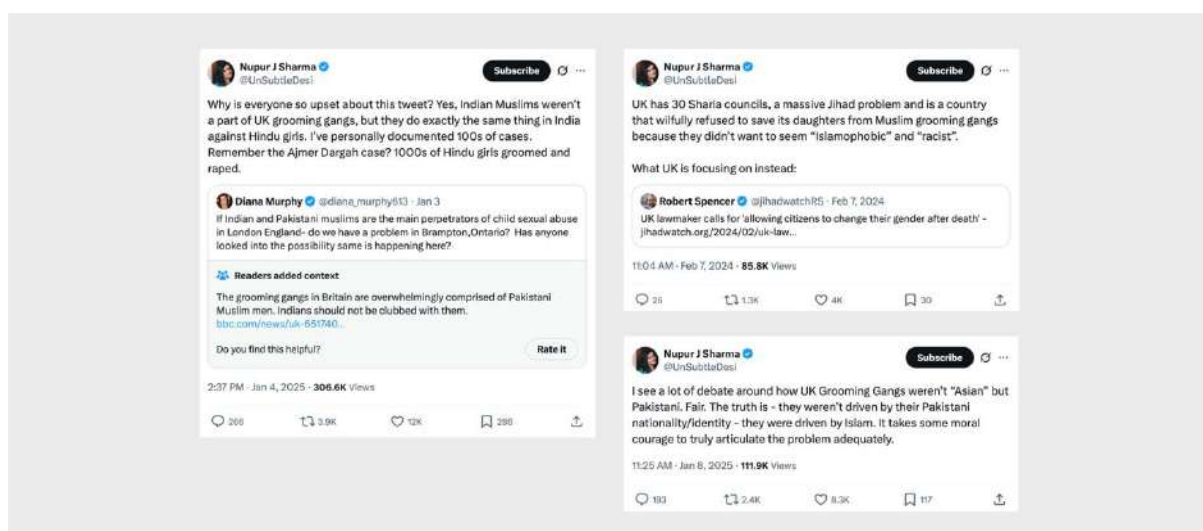 Nupur J Sharma
@UnSubtleDesi
Subscribe
Why is everyone so upset about this tweet? Yes, Indian Muslims weren't
a part of UK grooming gangs, but they do exactly the same thing in India
against Hindu girls. I've personally documented 100s of cases.
Remember the Ajmer Dargah case? 1000s of Hindu girls groomed and
raped.
Diana Murphy @diana_murphy613 · Jan 3
If Indian and Pakistani muslims are the main perpetrators of child sexual abuse
in London England- do we have a problem in Brampton,Ontario? Has anyone
looked into the possibility same is happening here?
Readers added context
The grooming gangs in Britain are overwhelmingly comprised of Pakistani
Muslim men. Indians should not be clubbed with them.
bbc.com/news/uk-651740...
Do you find this helpful?
Rate it
2:37 PM · Jan 4, 2025 · 306.6K Views
266 3.9K 12K 286
Nupur J Sharma
@UnSubtleDesi
Subscribe
UK has 30 Sharia councils, a massive Jihad problem and is a country
that wilfully refused to save its daughters from Muslim grooming gangs
because they didn't want to seem "Islamophobic" and "racist".
What UK is focusing on instead:
Robert Spencer @jihadwatchRS · Feb 7, 2024
UK lawmaker calls for 'allowing citizens to change their gender after death' -
jihadwatch.org/2024/02/uk-law...
11:04 AM · Feb 7, 2024 · 85.8K Views
26 1.3K 4K 30
Nupur J Sharma
@UnSubtleDesi
Subscribe
I see a lot of debate around how UK Grooming Gangs weren't "Asian" but
Pakistani. Fair. The truth is - they weren't driven by their Pakistani
nationality/identity - they were driven by Islam. It takes some moral
courage to truly articulate the problem adequately.
11:25 AM · Jan 8, 2025 · 111.9K Views
193 2.4K 8.3K 117